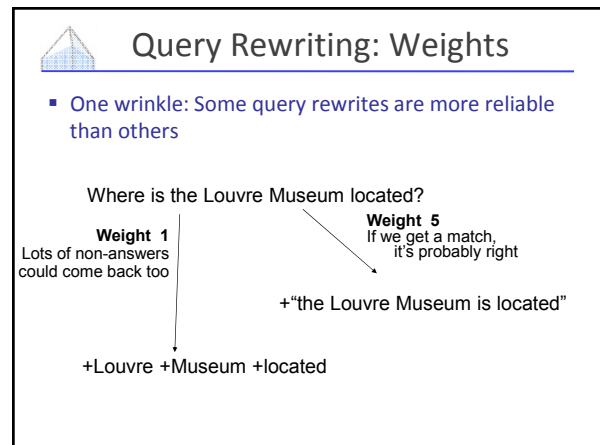 Query Rewriting: Weights
▪ One wrinkle: Some query rewrites are more reliable
than others
Where is the Louvre Museum located?
Weight 1
Lots of non-answers
could come back too
Weight 5
If we get a match,
it's probably right
+“the Louvre Museum is located”
+Louvre +Museum +located